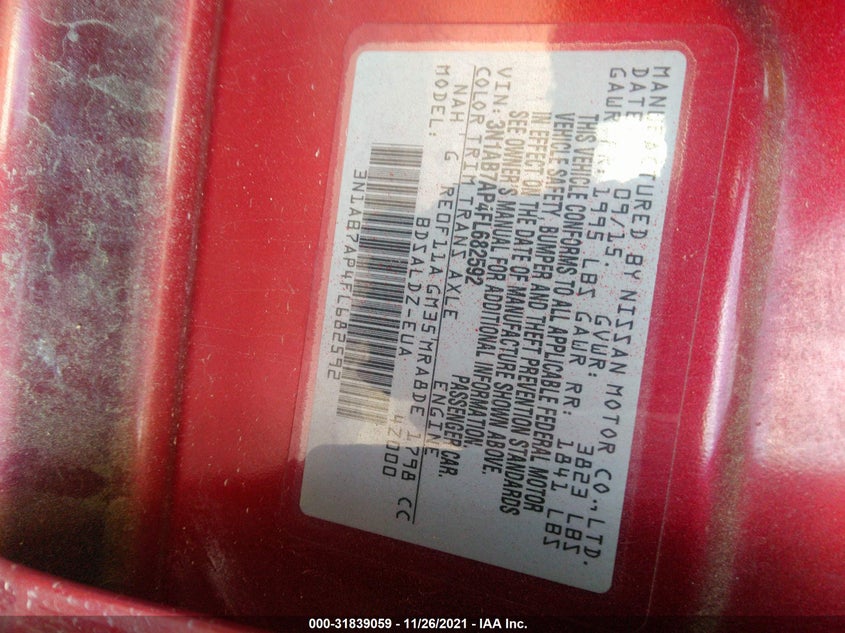 MANUFACTURED BY NISSAN MOTOR CO., LTD.
DATE: 09/15. GVWR: 3823 LBS
GAWR FR: 1995 LBS GAWR RR: 1841 LBS
THIS VEHICLE CONFORMS TO ALL APPLICABLE FEDERAL MOTOR
VEHICLE SAFETY, BUMPER AND THEFT PREVENTION STANDARDS
IN EFFECT ON THE DATE OF MANUFACTURE SHOWN ABOVE.
SEE OWNER'S MANUAL FOR ADDITIONAL INFORMATION.
VIN: 3N1AB7AP4FL682592 PASSENGER CAR.
COLOR TRIM TRANS AXLE ENGINE
NAH G RE0F11A GM35 MRA8DE 1798 CC
MODEL: BDZALDZ-EUA 42000
3N1AB7AP4FL682592
000-31839059 - 11/26/2021 - IAA Inc.